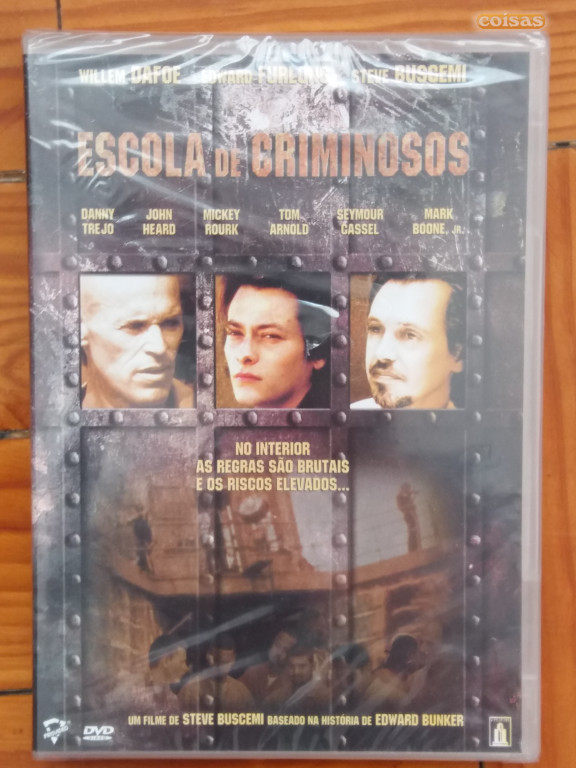 coisas
WILLEM DAFOE EDWARD FURLONG STEVE BUSCEMI
ESCOLA DE CRIMINOSOS
DANNY TREJO
JOHN HEARD
MICKEY ROURK
TOM ARNOLD
SEYMOUR CASSEL
MARK BOONE, JR.
NO INTERIOR
AS REGRAS SÃO BRUTAIS
E OS RISCOS ELEVADOS...
UM FILME DE STEVE BUSCEMI BASEADO NA HISTÓRIA DE EDWARD BUNKER
DVD
VIDEO